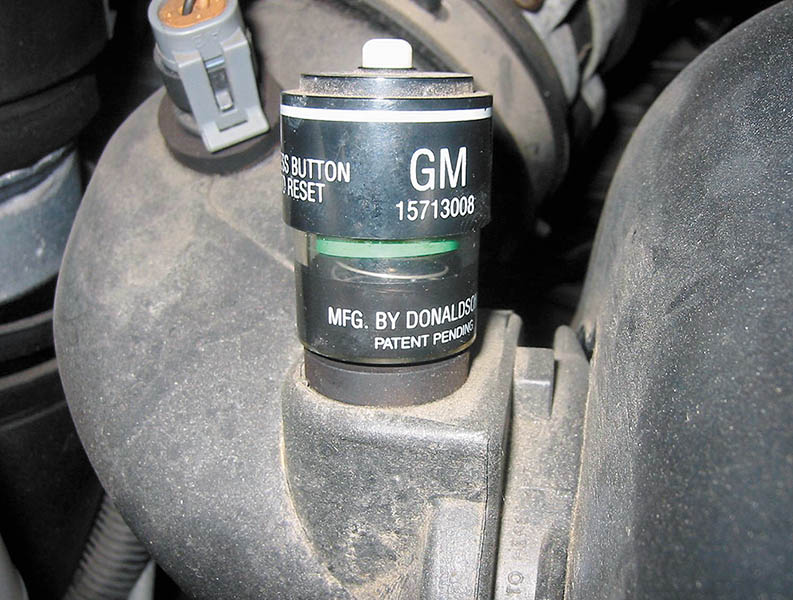 SS BUTTON
O RESET
GM
15713008
MFG. BY DONALDSO
PATENT PENDING